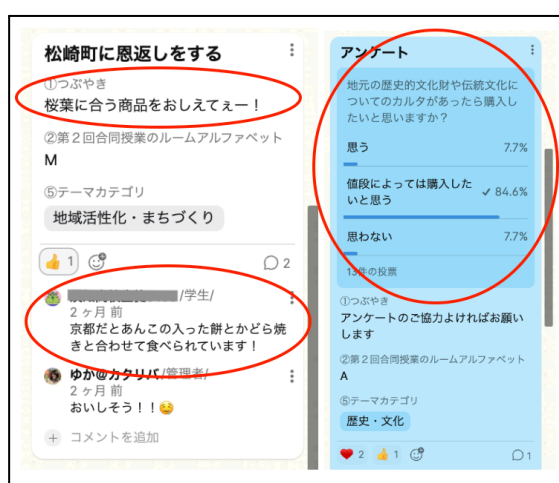 松崎町に恩返しをする
①つぶやき
桜葉に合う商品をおしえてぇー！
②第２回合同授業のルームアルファベット
M
⑤テーマカテゴリ
地域活性化・まちづくり
👍 1
2
/学生/
2 ヶ月 前
京都だとあんこの入った餅とかどら焼
きと合わせて食べられています！
ゆか@カタリバ/管理者/
2 ヶ月 前
おいしそう！！😋
+ コメントを追加
アンケート
地元の歴史的文化財や伝統文化に
ついてのカルタがあったら購入し
たいと思いますか？
思う 7.7%
値段によっては購入した
いと思う ✓ 84.6%
思わない 7.7%
13件の投票
①つぶやき
アンケートのご協力よければお願い
します
②第２回合同授業のルームアルファベット
A
⑤テーマカテゴリ
歴史・文化
❤️ 2 👍 1
1